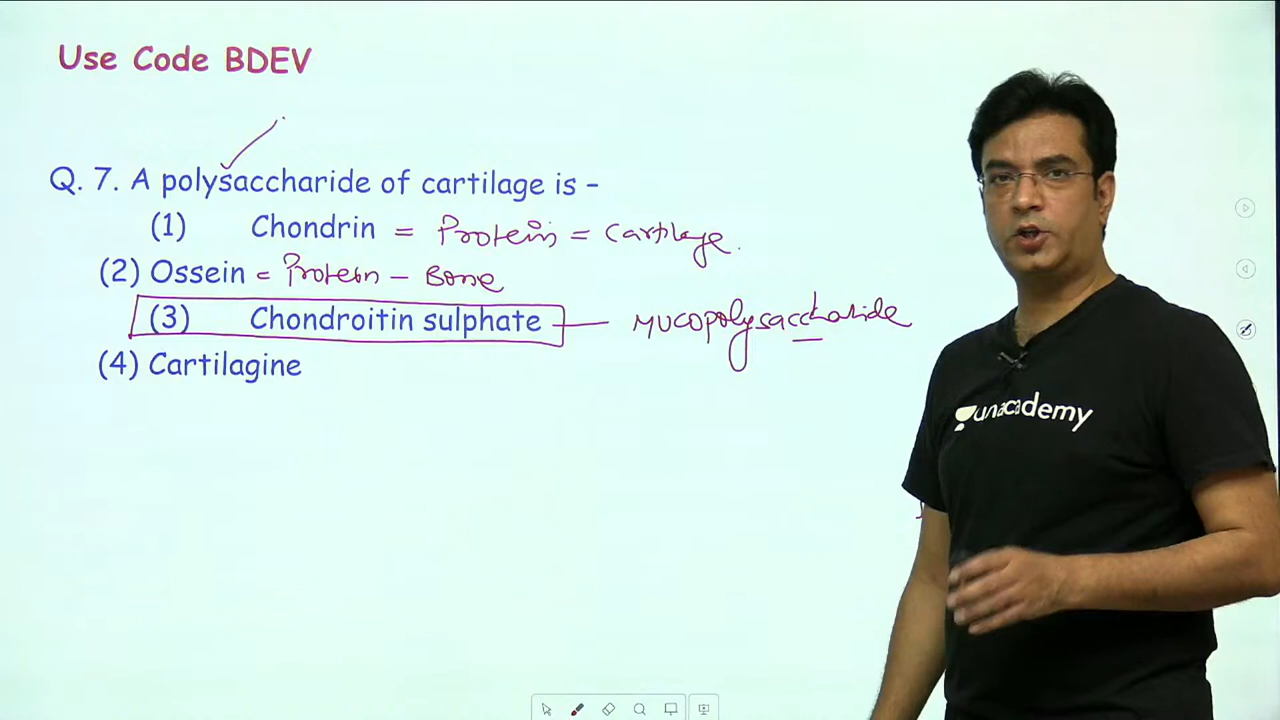 Use Code BDEV
Q. 7. A polysaccharide of cartilage is -
(1) Chondrin = Protein = cartilage.
(2) Ossein = Protein - Bone
(3) Chondroitin sulphate — Mucopolysaccharide
(4) Cartilagine
unacademy